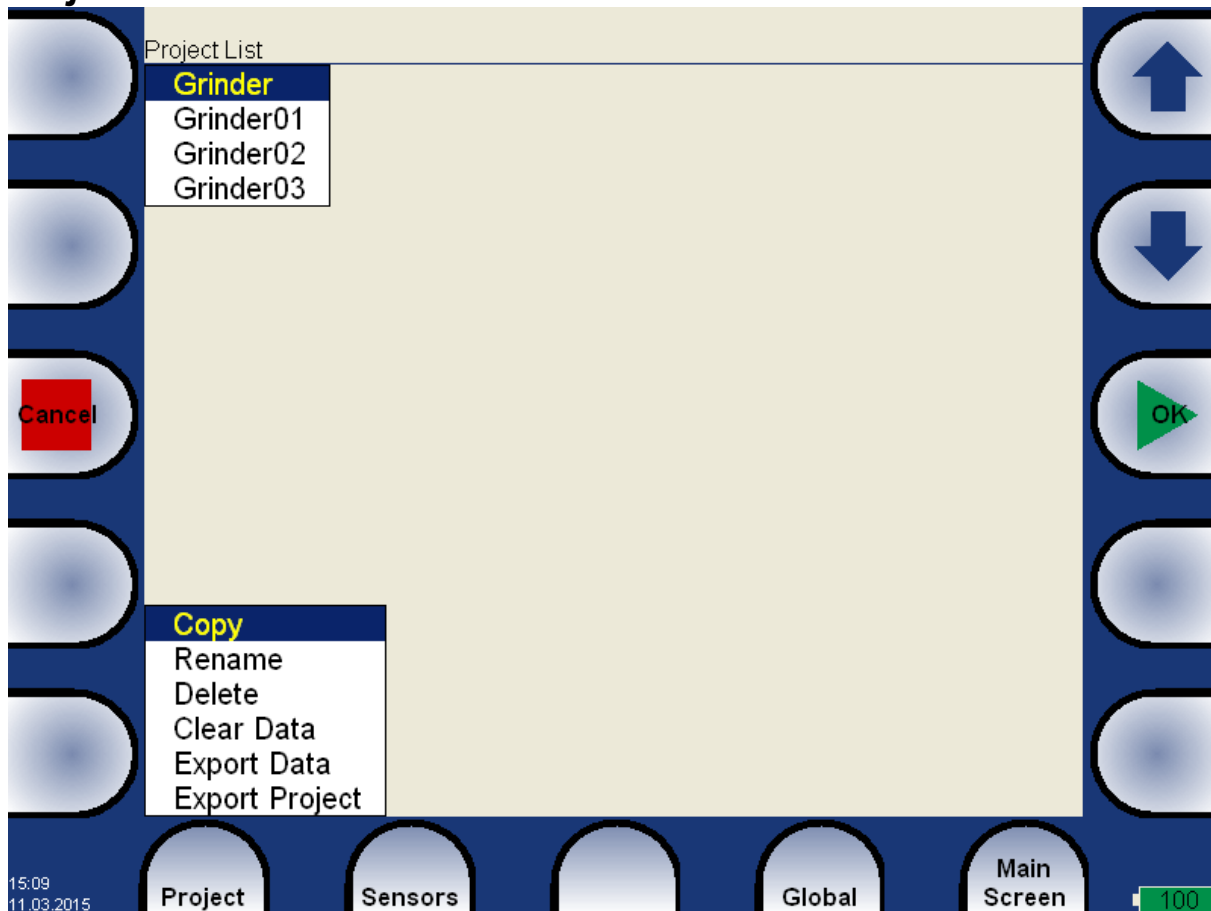 Project List
Grinder
Grinder01
Grinder02
Grinder03
Cancel
OK
Copy
Rename
Delete
Clear Data
Export Data
Export Project
15:09
11.03.2015
Project
Sensors
Global
Main
Screen
100